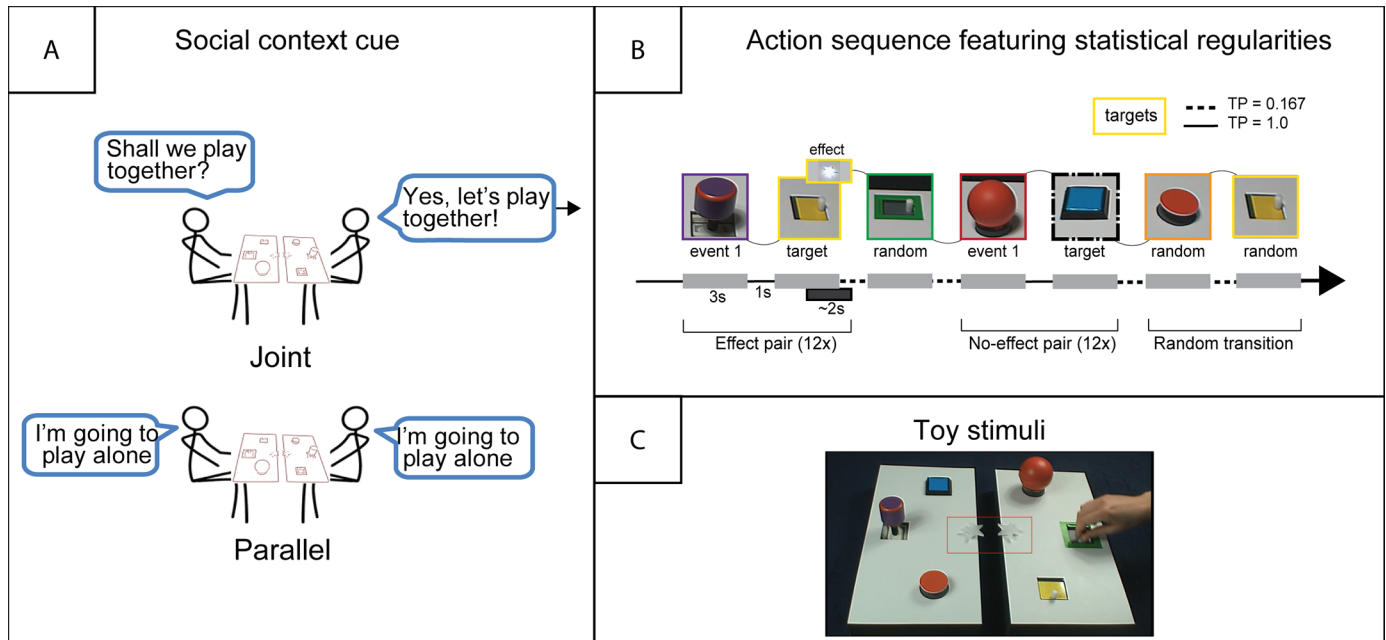 A
Social context cue
Shall we play
together?
Yes, let's play
together!
Joint
I'm going to
play alone
I'm going to
play alone
Parallel
B
Action sequence featuring statistical regularities
targets
TP = 0.167
TP = 1.0
effect
event 1
target
random
event 1
target
random
random
3s
1s
~2s
Effect pair (12x)
No-effect pair (12x)
Random transition
C
Toy stimuli